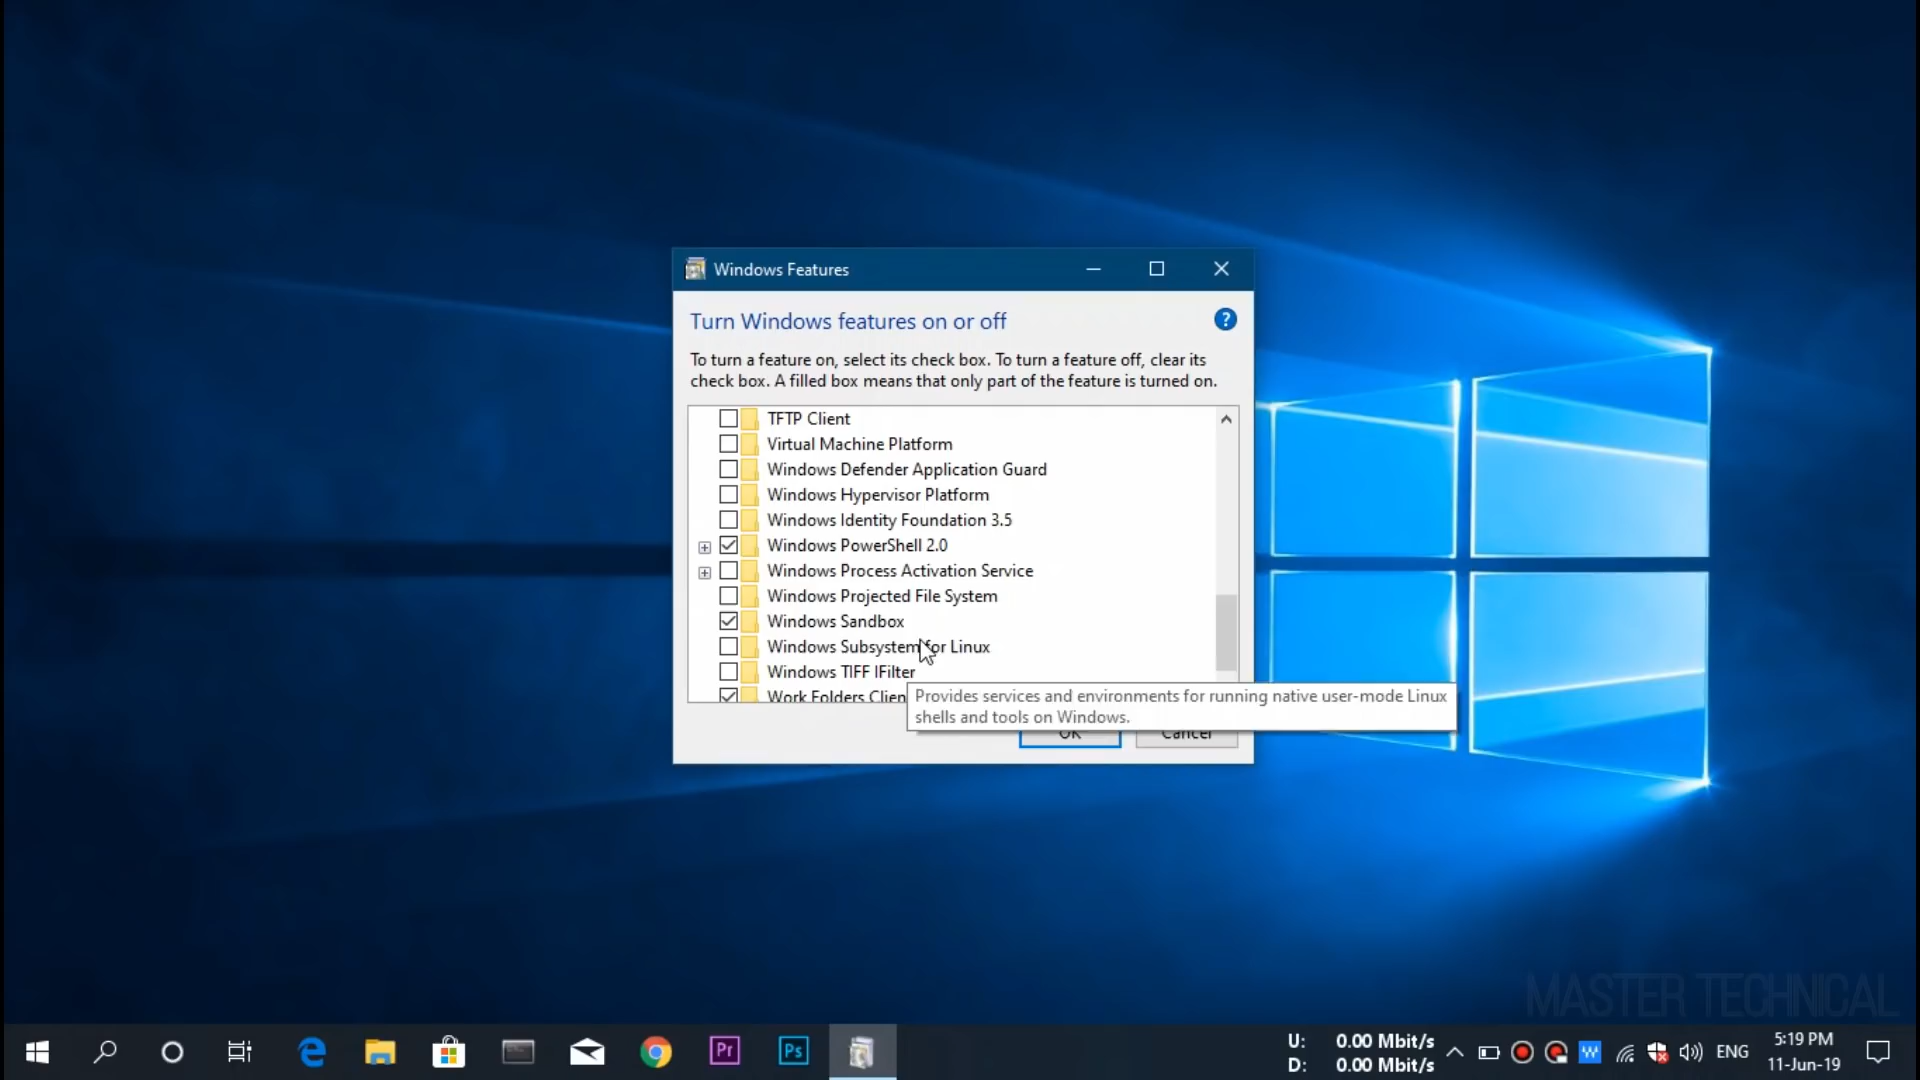 Windows Features
Turn Windows features on or off
?
To turn a feature on, select its check box. To turn a feature off, clear its
check box. A filled box means that only part of the feature is turned on.
TFTP Client
Virtual Machine Platform
Windows Defender Application Guard
Windows Hypervisor Platform
Windows Identity Foundation 3.5
Windows PowerShell 2.0
Windows Process Activation Service
Windows Projected File System
Windows Sandbox
Windows Subsystem for Linux
Windows TIFF IFilter
Work Folders Clien
Provides services and environments for running native user-mode Linux
shells and tools on Windows.
OK
Cancel
MASTER TECHNICAL
Pr
Ps
U: 0.00 Mbit/s
D: 0.00 Mbit/s
W
ENG
5:19 PM
11-Jun-19